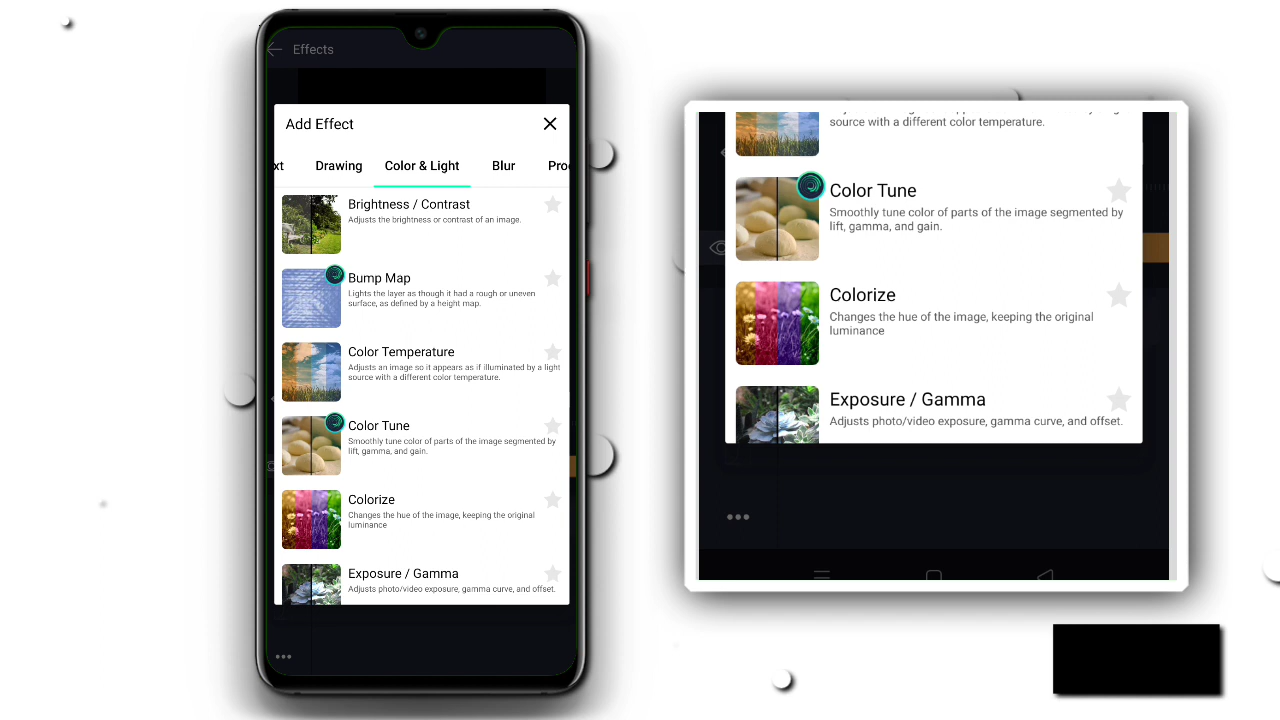 Effects
Add Effect
xt Drawing Color & Light Blur Pro
Brightness / Contrast
Adjusts the brightness or contrast of an image.
Bump Map
Lights the layer as though it had a rough or uneven
surface, as defined by a height map.
Color Temperature
Adjusts an image so it appears as if illuminated by a light
source with a different color temperature.
Color Tune
Smoothly tune color of parts of the image segmented by
lift, gamma, and gain.
Colorize
Changes the hue of the image, keeping the original
luminance
Exposure / Gamma
Adjusts photo/video exposure, gamma curve, and offset.
source with a different color temperature.
Color Tune
Smoothly tune color of parts of the image segmented by
lift, gamma, and gain.
Colorize
Changes the hue of the image, keeping the original
luminance
Exposure / Gamma
Adjusts photo/video exposure, gamma curve, and offset.